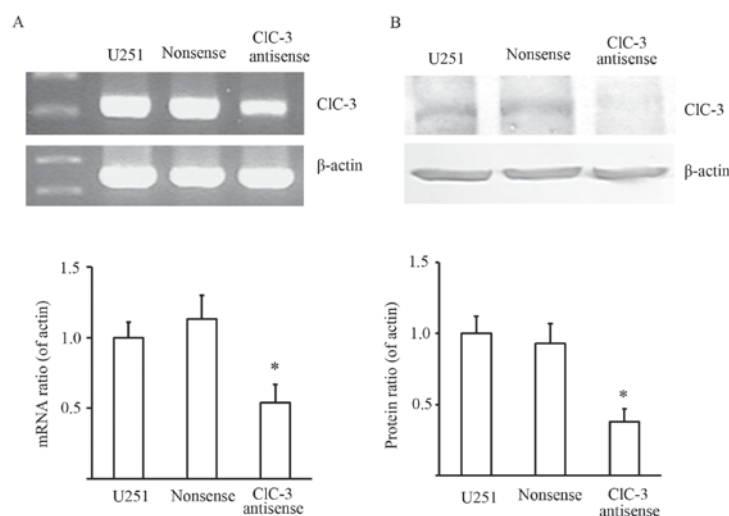 A
U251
Nonsense
ClC-3
antisense
ClC-3
β-actin
mRNA ratio (of actin)
1.5
1.0
0.5
*
U251
Nonsense
ClC-3
antisense
B
U251
Nonsense
ClC-3
antisense
ClC-3
β-actin
Protein ratio (of actin)
1.5
1.0
0.5
*
U251
Nonsense
ClC-3
antisense